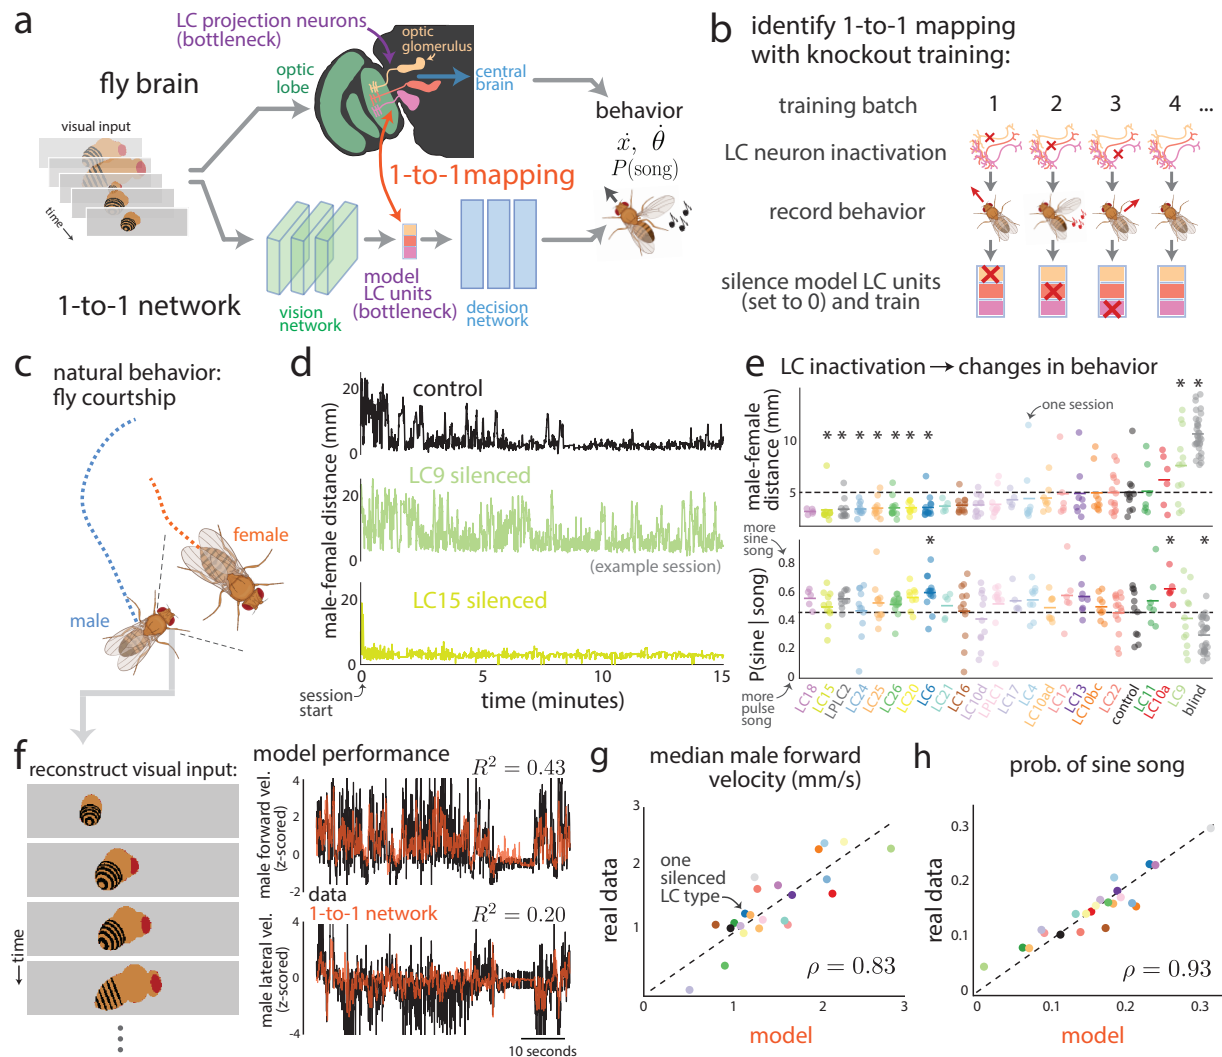 a
LC projection neurons
(bottleneck)
optic
glomerulus
fly brain
optic
lobe
central
brain
visual input
behavior
ẋ, θ̇
P(song)
1-to-1mapping
time
1-to-1 network
vision
network
model
LC units
(bottleneck)
decision
network
b
identify 1-to-1 mapping
with knockout training:
training batch 1 2 3 4 ...
LC neuron inactivation
record behavior
silence model LC units
(set to 0) and train
c
natural behavior:
fly courtship
female
male
d
male-female distance (mm)
control
20
0
LC9 silenced
20
0
(example session)
LC15 silenced
20
0
0 5 10 15
session
start
time (minutes)
e
LC inactivation → changes in behavior
male-female
distance (mm)
10
5
* * * * * * * * *
one session
more
sine
song
P(sine | song)
0.8
0.6
0.4
0.2
0
* * *
more
pulse
song
LC18
LC15
LPLC2
LC24
LC25
LC26
LC20
LC6
LC21
LC16
LC10d
LPLC1
LC17
LC4
LC10ad
LC12
LC13
LC10bc
LC22
control
LC11
LC10a
LC9
blind
f
reconstruct visual input:
time
model performance
R² = 0.43
male forward vel.
(z-scored)
4
2
0
-2
data
1-to-1 network
R² = 0.20
male lateral vel.
(z-scored)
4
0
-4
10 seconds
g
median male forward
velocity (mm/s)
real data
3
2
1
0
one
silenced
LC type
ρ = 0.83
0 1 2 3
model
h
prob. of sine song
real data
0.3
0.2
0.1
0
ρ = 0.93
0 0.1 0.2 0.3
model